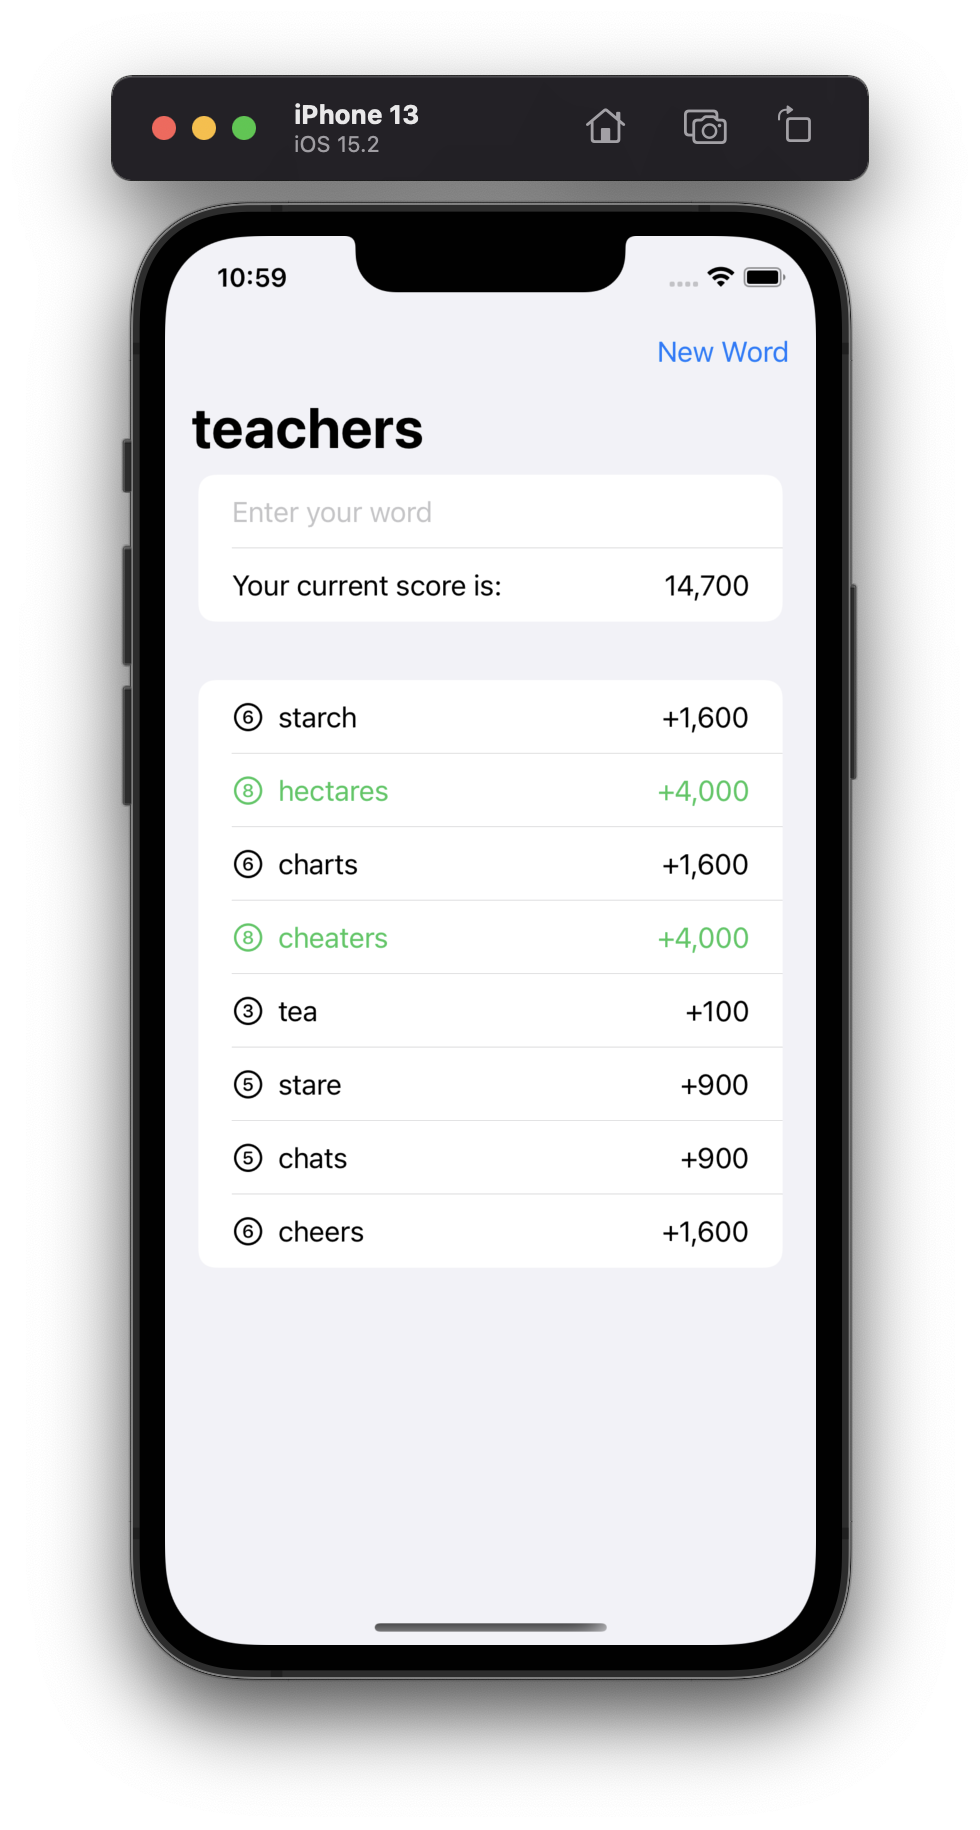 iPhone 13
iOS 15.2
10:59
New Word
teachers
Enter your word
Your current score is: 14,700
6 starch +1,600
8 hectares +4,000
6 charts +1,600
8 cheaters +4,000
3 tea +100
5 stare +900
5 chats +900
6 cheers +1,600